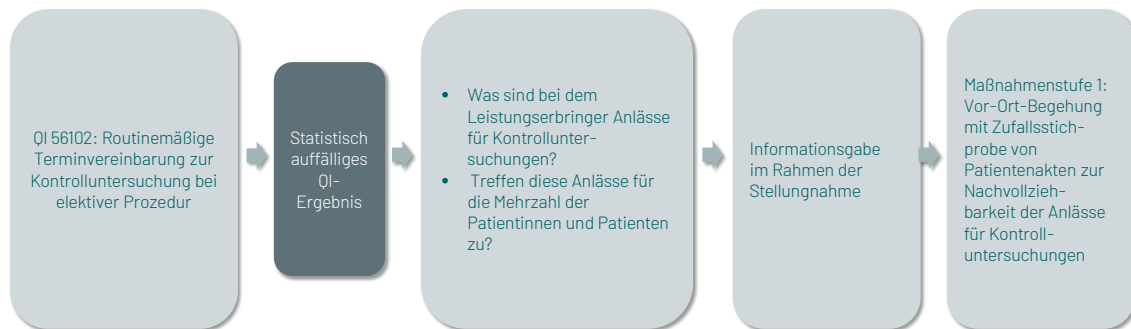 QI 56102: Routinemäßige
Terminvereinbarung zur
Kontrolluntersuchung bei
elektiver Prozedur
Statistisch
auffälliges
QI-
Ergebnis
• Was sind bei dem
Leistungserbringer Anlässe
für Kontrollunter-
suchungen?
• Treffen diese Anlässe für
die Mehrzahl der
Patientinnen und Patienten
zu?
Informationsgabe
im Rahmen der
Stellungnahme
Maßnahmenstufe 1:
Vor-Ort-Begehung
mit Zufallsstich-
probe von
Patientenakten zur
Nachvollzieh-
barkeit der Anlässe
für Kontroll-
untersuchungen